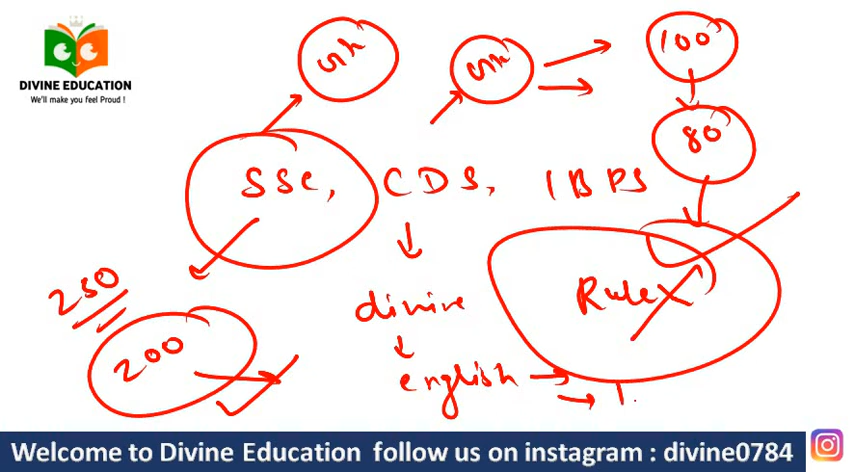 DIVINE EDUCATION
We'll make you feel Proud !
100
80
SSC, CDS, IBPS
250
200
divine
english
Rule
Welcome to Divine Education follow us on instagram : divine0784